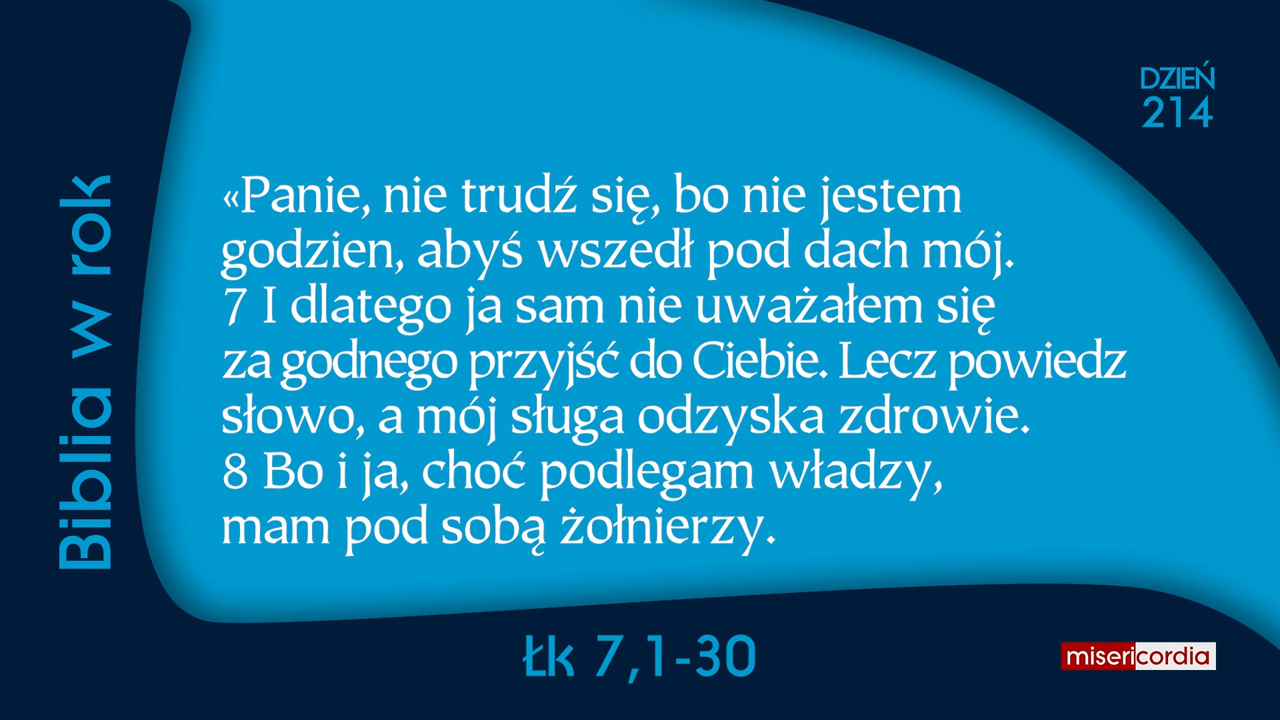 DZIEŃ
214
Biblia w rok
«Panie, nie trudź się, bo nie jestem
godzien, abyś wszedł pod dach mój.
7 I dlatego ja sam nie uważałem się
za godnego przyjść do Ciebie. Lecz powiedz
słowo, a mój sługa odzyska zdrowie.
8 Bo i ja, choć podlegam władzy,
mam pod sobą żołnierzy.
Łk 7,1-30
misericordia